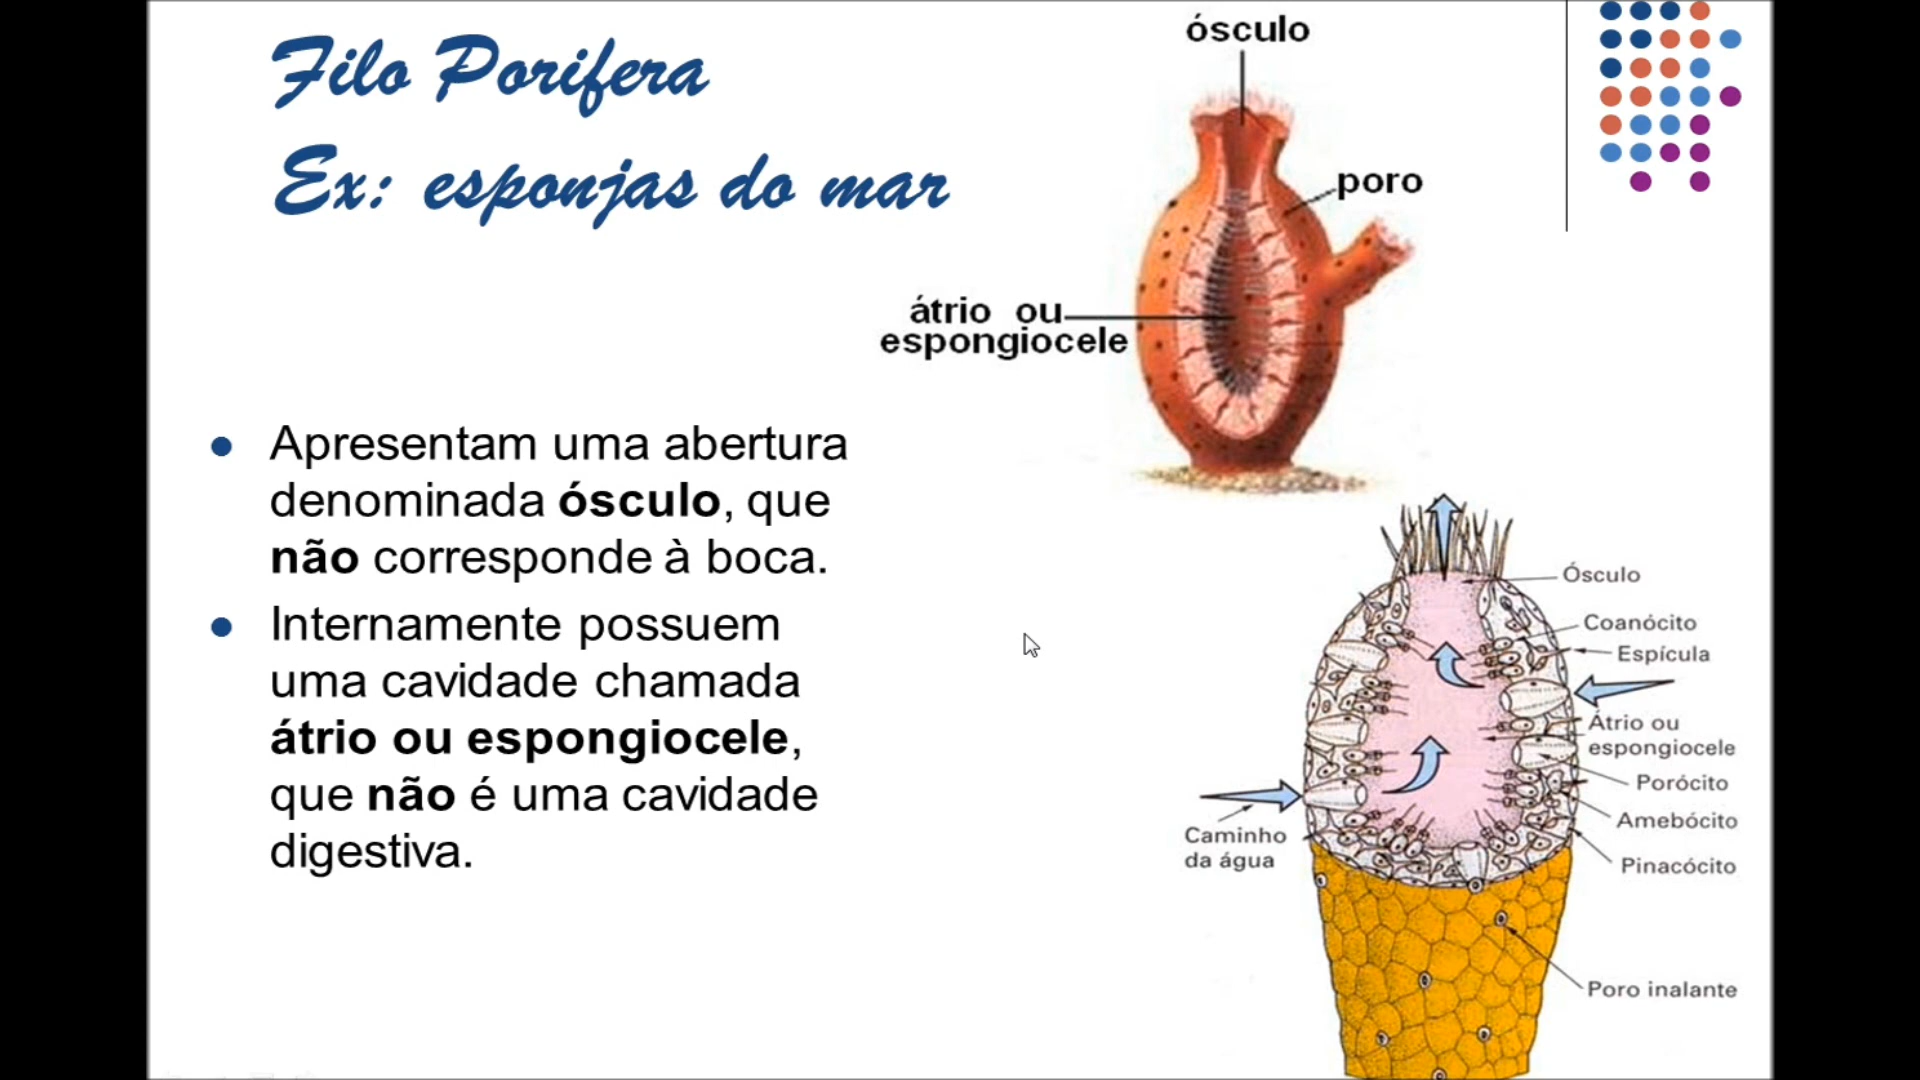 Filo Porifera
Ex: esponjas do mar
ósculo
poro
átrio ou
espongiocele
Apresentam uma abertura
denominada ósculo, que
não corresponde à boca.
Internamente possuem
uma cavidade chamada
átrio ou espongiocele,
que não é uma cavidade
digestiva.
Ósculo
Coanócito
Espícula
Átrio ou
espongiocele
Porócito
Amebócito
Pinacócito
Caminho
da água
Poro inalante